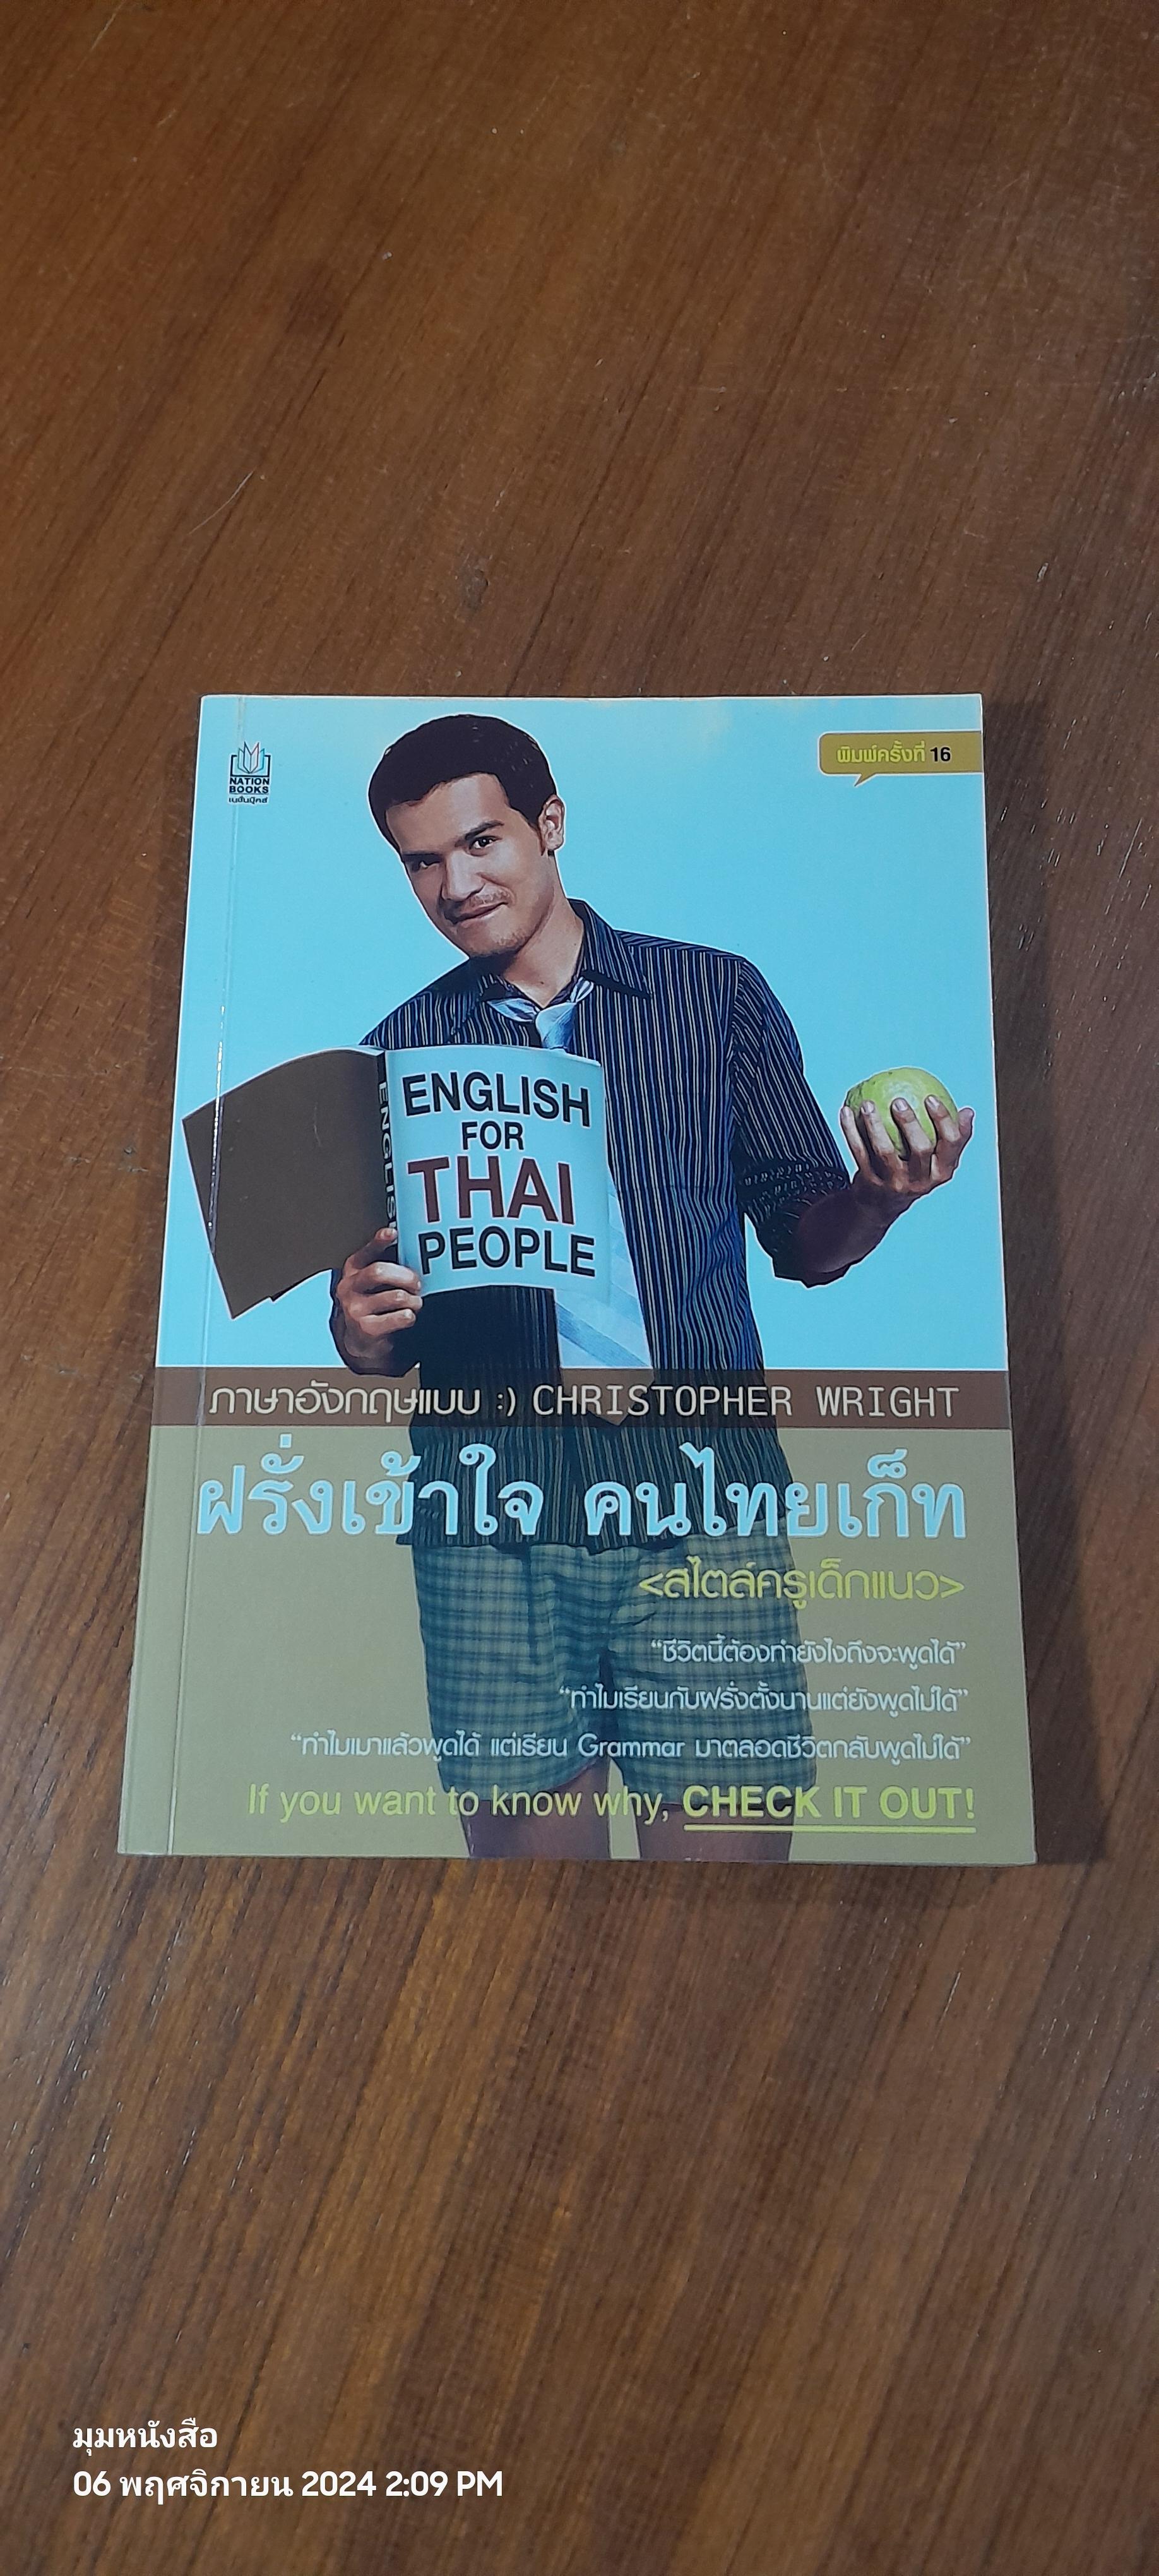 NATION
BOOKS
เนชั่นบุ๊คส์
พิมพ์ครั้งที่ 16
ENGLISH
ENGLISH
FOR
THAI
PEOPLE
ภาษาอังกฤษแบบ :) CHRISTOPHER WRIGHT
ฝรั่งเข้าใจ คนไทยเก็ท
<สไตล์ครูเด็กแนว>
“ชีวิตนี้ต้องทำยังไงถึงจะพูดได้”
“ทำไมเรียนกับฝรั่งตั้งนานแต่ยังพูดไม่ได้”
“ทำไมเมาแล้วพูดได้ แต่เรียน Grammar มาตลอดชีวิตกลับพูดไม่ได้”
If you want to know why, CHECK IT OUT!
มุมหนังสือ
06 พฤศจิกายน 2024 2:09 PM